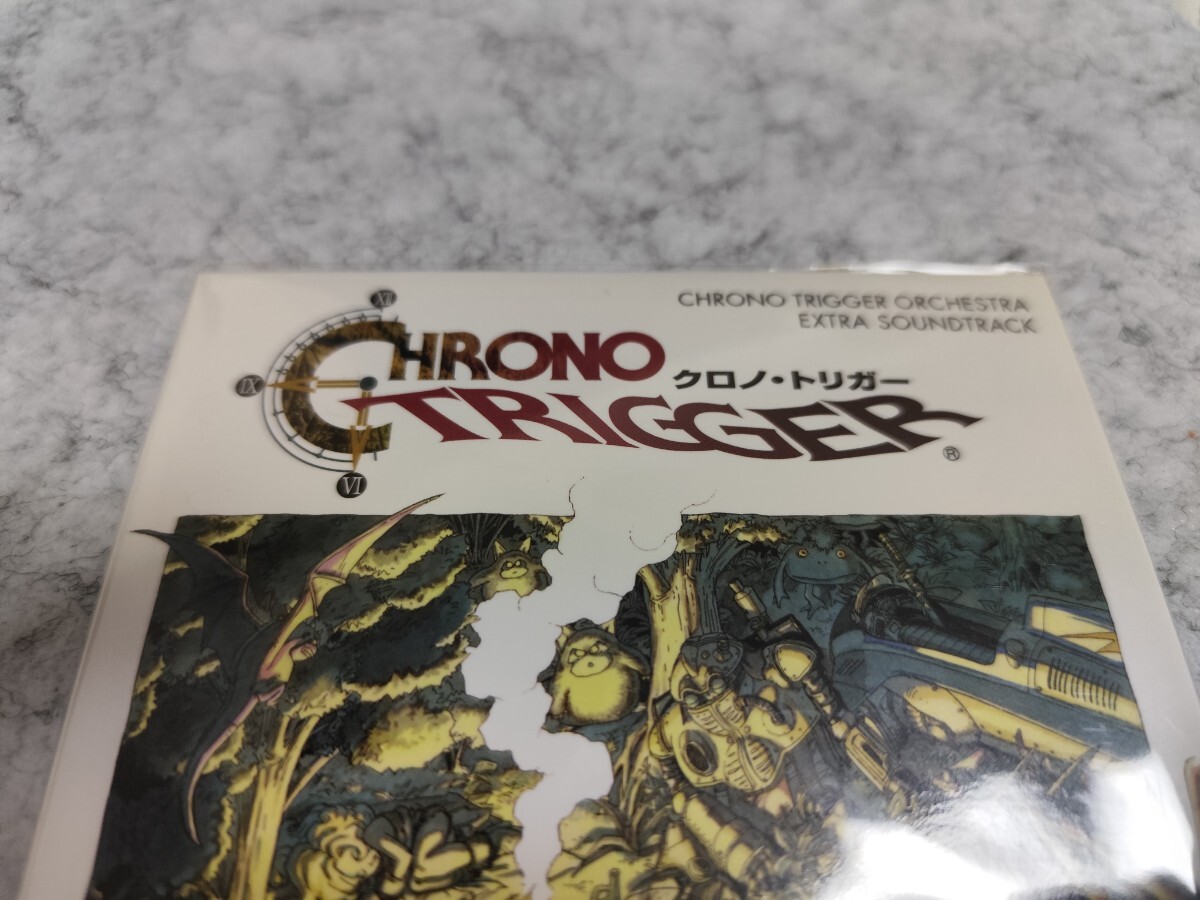 CHRONO TRIGGER ORCHESTRA
EXTRA SOUNDTRACK
XII
IX
VI
CHRONO
クロノ・トリガー
TRIGGER
®